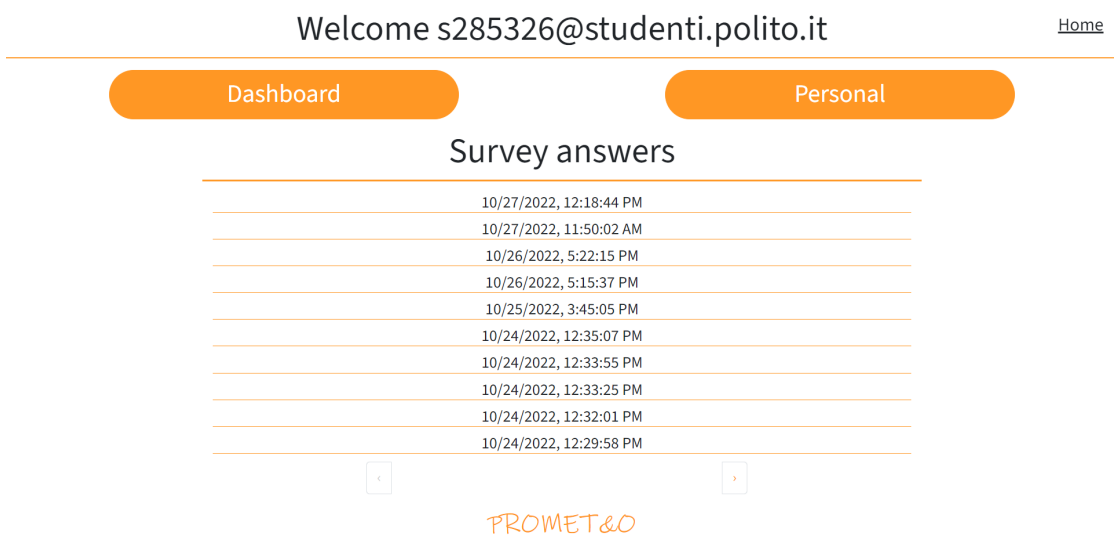 Welcome s285326@studenti.polito.it
Home
Dashboard
Personal
Survey answers
10/27/2022, 12:18:44 PM
10/27/2022, 11:50:02 AM
10/26/2022, 5:22:15 PM
10/26/2022, 5:15:37 PM
10/25/2022, 3:45:05 PM
10/24/2022, 12:35:07 PM
10/24/2022, 12:33:55 PM
10/24/2022, 12:33:25 PM
10/24/2022, 12:32:01 PM
10/24/2022, 12:29:58 PM
‹ ›
PROMET&O